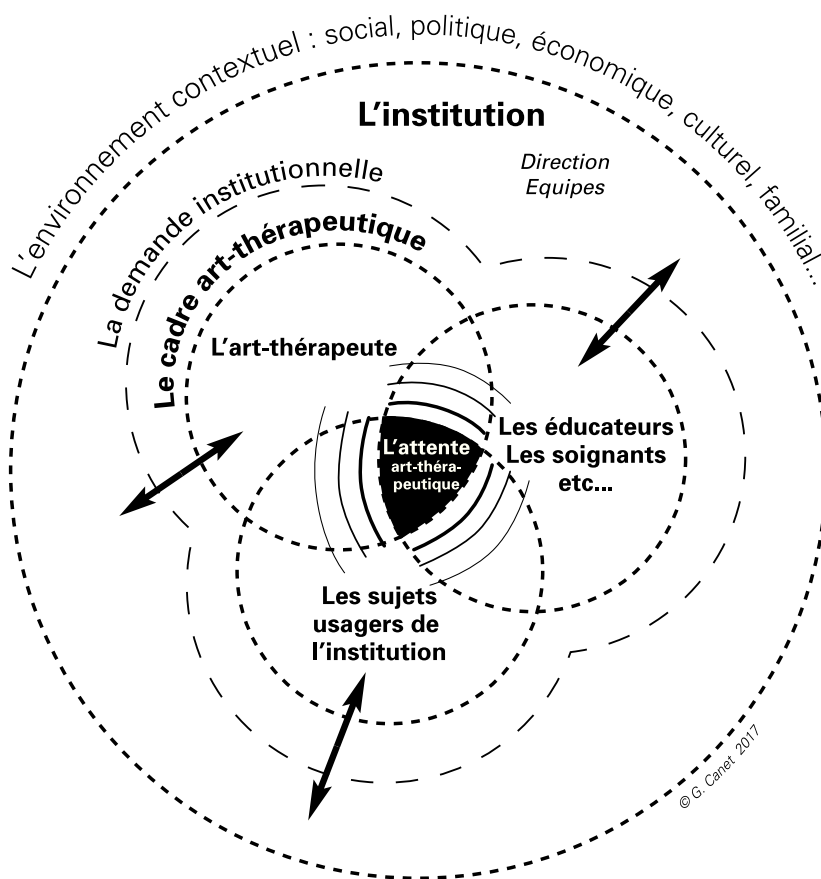 L'environnement contextuel : social, politique, économique, culturel, familial...
L'institution
Direction
Equipes
La demande institutionnelle
Le cadre art-thérapeutique
L'art-thérapeute
Les éducateurs
Les soignants
etc...
L'attente
art-théra-
peutique
Les sujets
usagers de
l'institution
© G. Canet 2017